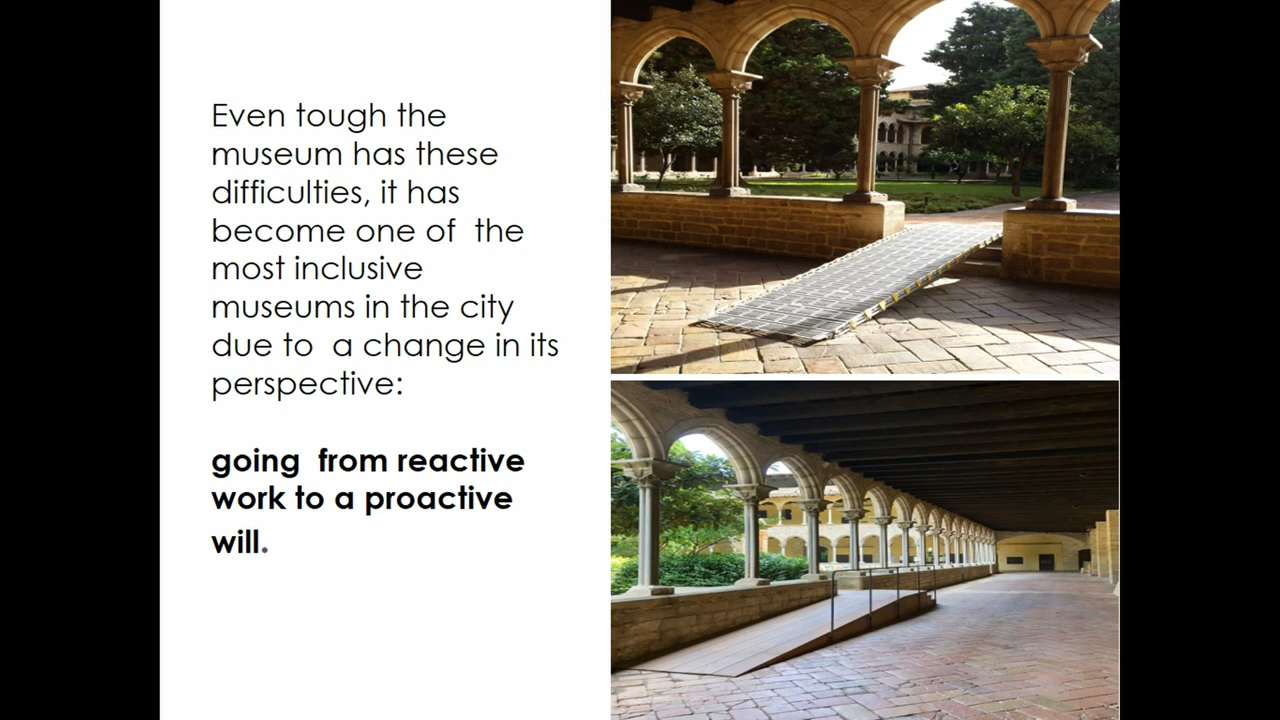 Even tough the
museum has these
difficulties, it has
become one of  the
most inclusive
museums in the city
due to  a change in its
perspective:
going  from reactive
work to a proactive
will.